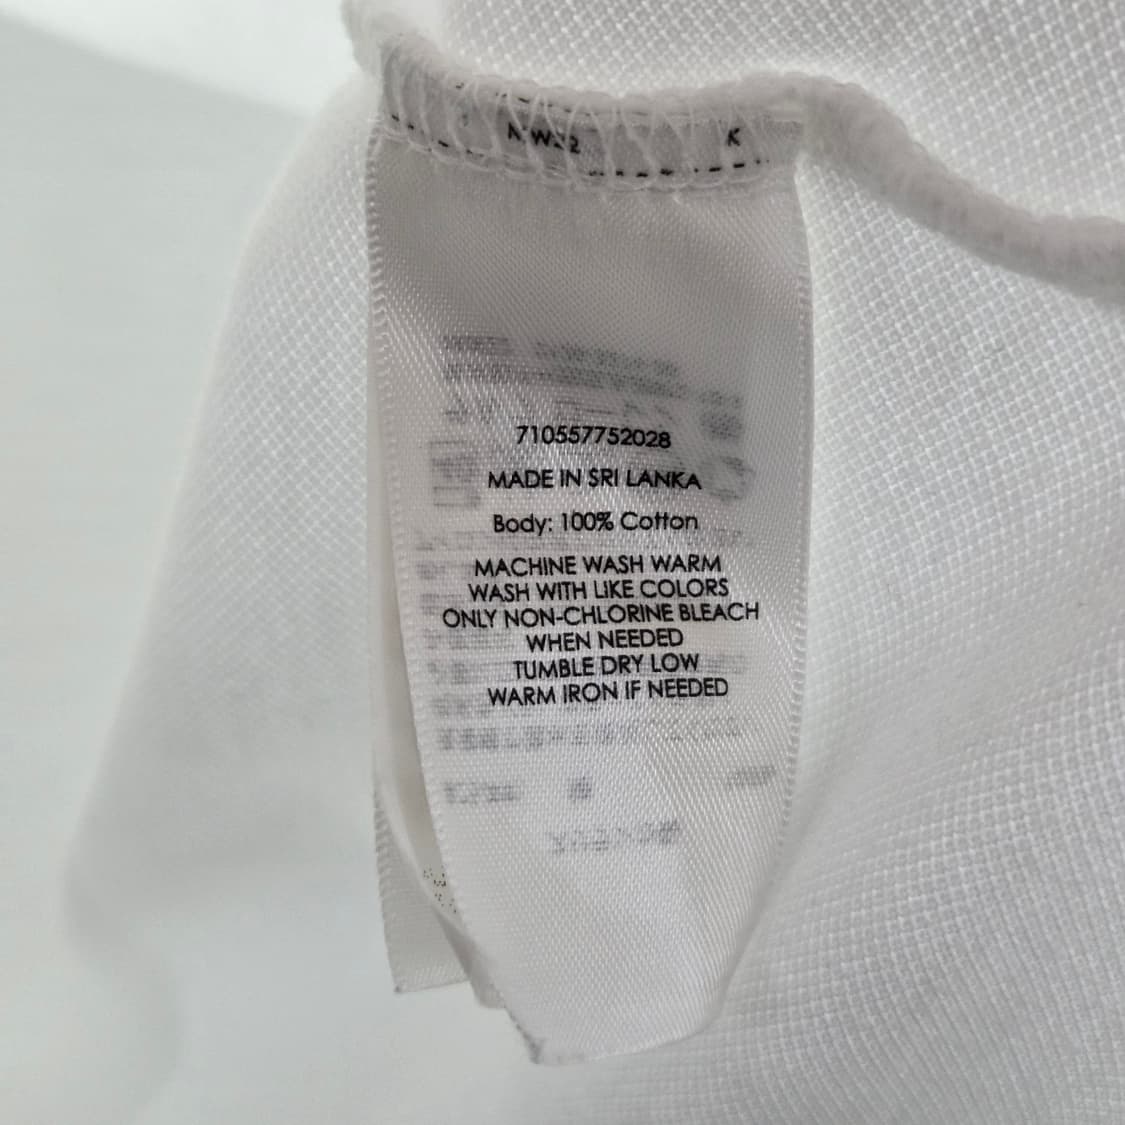 K
710557752028
MADE IN SRI LANKA
Body: 100% Cotton
MACHINE WASH WARM
WASH WITH LIKE COLORS
ONLY NON-CHLORINE BLEACH
WHEN NEEDED
TUMBLE DRY LOW
WARM IRON IF NEEDED